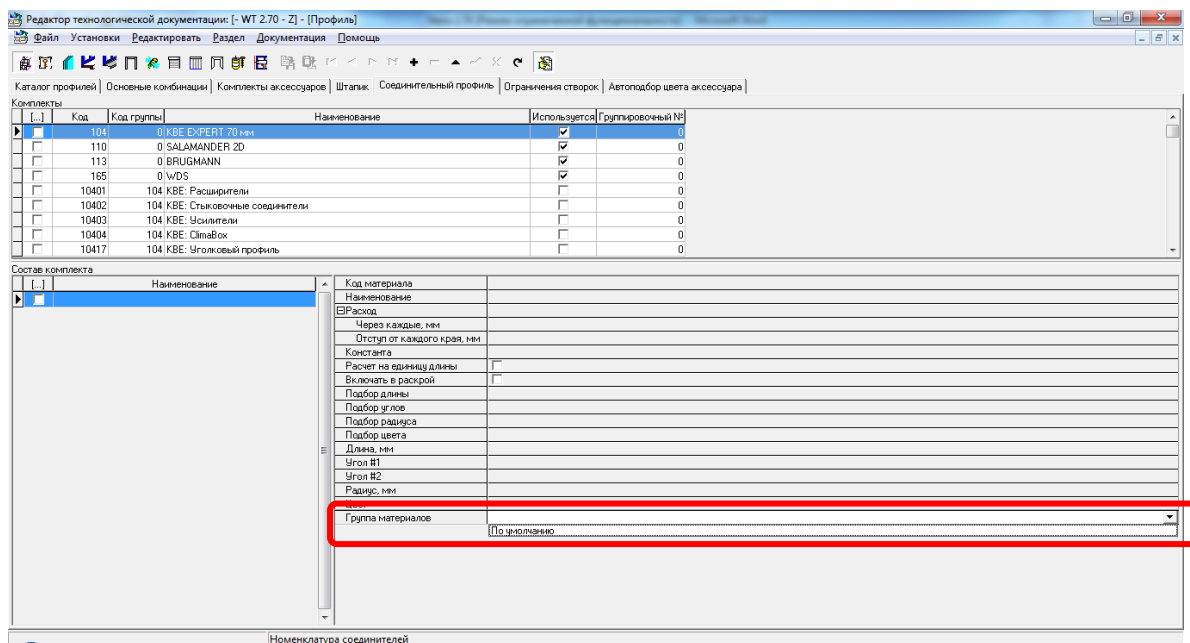 Редактор технологической документации: [- WT 2.70 - Z] - [Профиль]
Файл Установки Редактировать Раздел Документация Помощь
Каталог профилей Основные комбинации Комплекты аксессуаров Штапик Соединительный профиль Ограничения створок Автоподбор цвета аксессуара
Комплекты
[...] Код Код группы Наименование Используется Группировочный №
104 0 KBE EXPERT 70 мм 0
110 0 SALAMANDER 2D 0
113 0 BRUGMANN 0
165 0 WDS 0
10401 104 KBE: Расширители 0
10402 104 KBE: Стыковочные соединители 0
10403 104 KBE: Усилители 0
10404 104 KBE: ClimaBox 0
10417 104 KBE: Уголковый профиль 0
Состав комплекта
[...] Наименование
Код материала
Наименование
Расход
Через каждые, мм
Отступ от каждого края, мм
Константа
Расчет на единицу длины
Включать в раскрой
Подбор длины
Подбор углов
Подбор радиуса
Подбор цвета
Длина, мм
Угол #1
Угол #2
Радиус, мм
Группа материалов
По умолчанию
Номенклатура соединителей